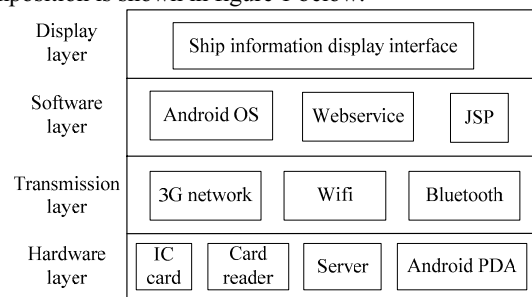 mposition is shown in figure 1 below.
Display
layer
Ship information display interface
Software
layer
Android OS
Webservice
JSP
Transmission
layer
3G network
Wifi
Bluetooth
Hardware
layer
IC
card
Card
reader
Server
Android PDA